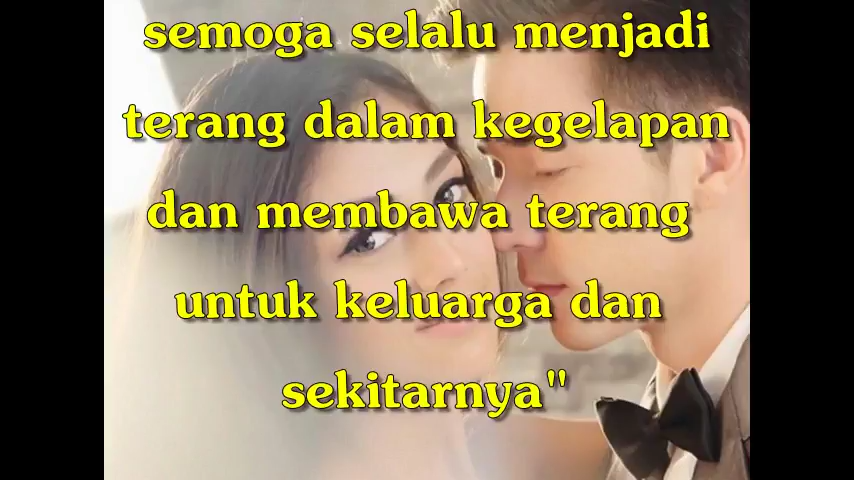 semoga selalu menjadi
terang dalam kegelapan
dan membawa terang
untuk keluarga dan
sekitarnya"